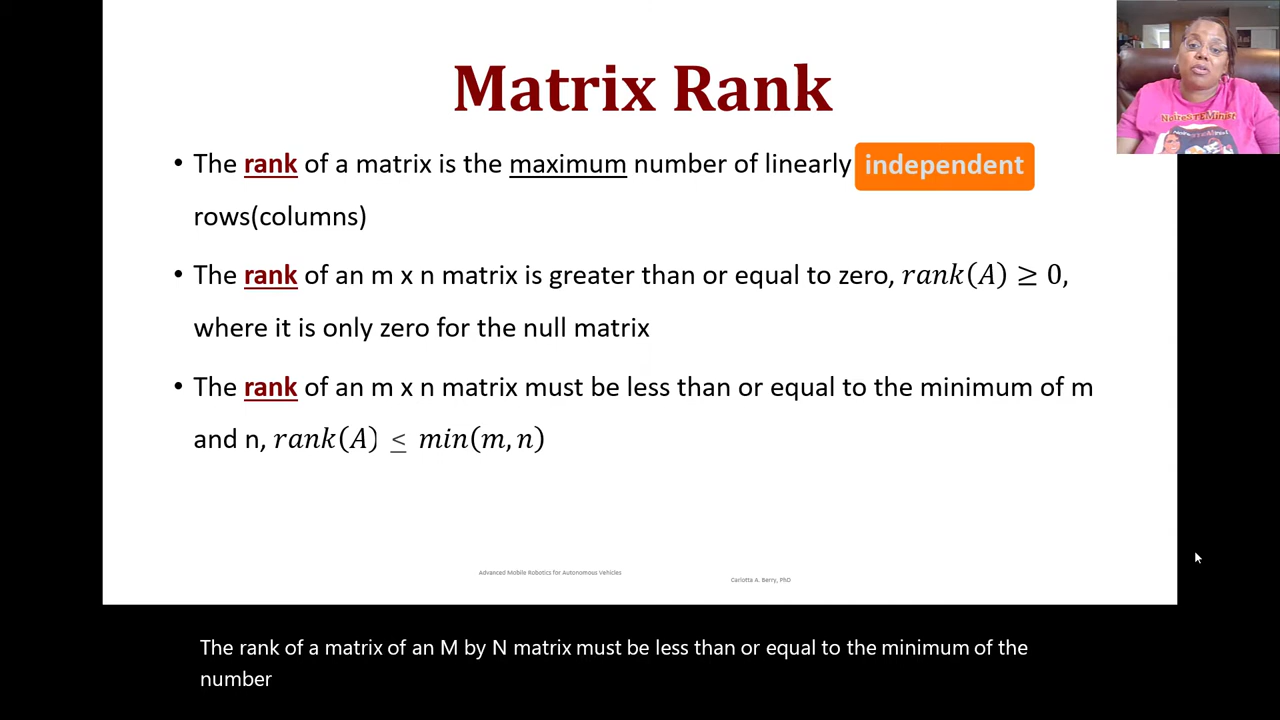 Matrix Rank
• The rank of a matrix is the maximum number of linearly independent
rows(columns)
• The rank of an m x n matrix is greater than or equal to zero, rank(A) ≥ 0,
where it is only zero for the null matrix
• The rank of an m x n matrix must be less than or equal to the minimum of m
and n, rank(A) ≤ min(m, n)
Advanced Mobile Robotics for Autonomous Vehicles
Carlotta A. Berry, PhD
The rank of a matrix of an M by N matrix must be less than or equal to the minimum of the
number